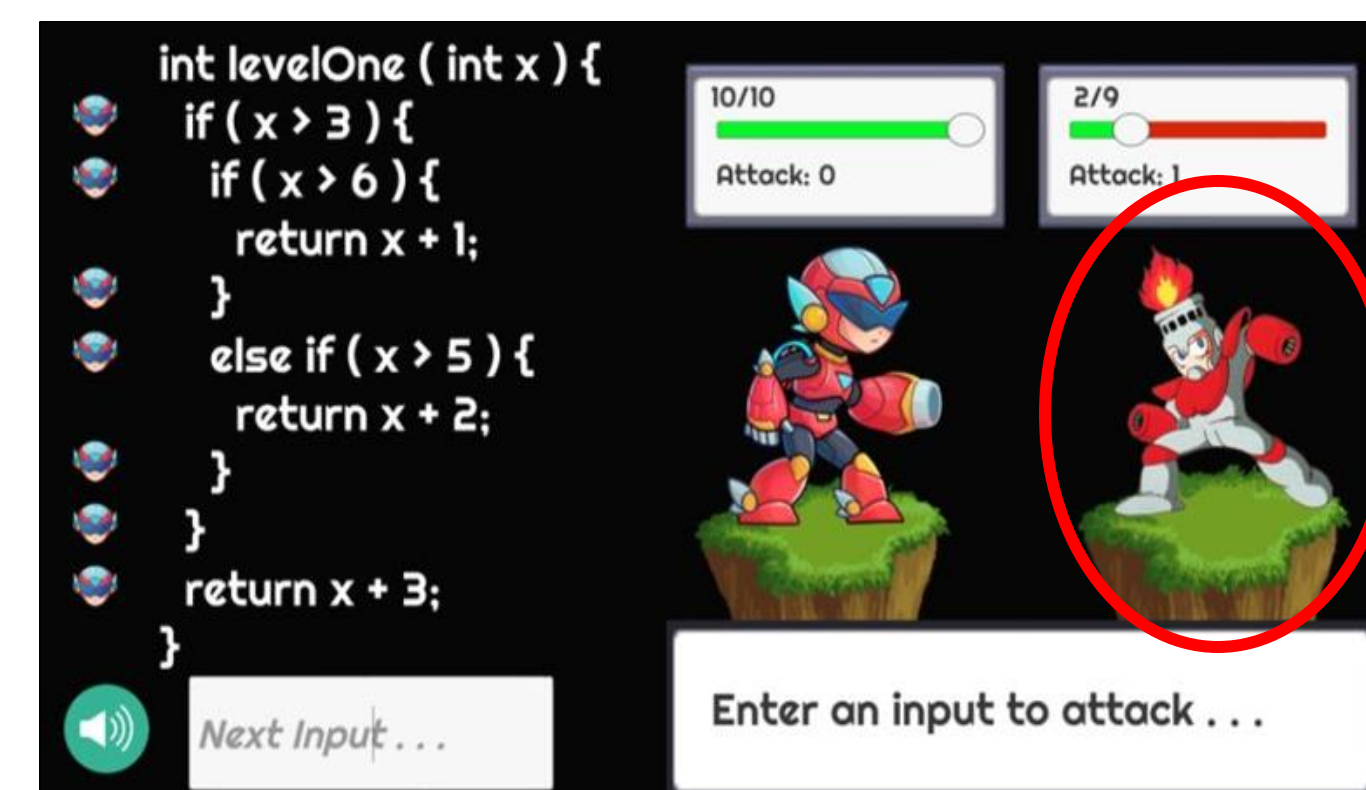 int levelOne ( int x ) {
if ( x > 3 ) {
if ( x > 6 ) {
return x + 1;
}
else if ( x > 5 ) {
return x + 2;
}
}
return x + 3;
}
Next Input . . .
10/10
Attack: 0
2/9
Attack: 1
Enter an input to attack . . .